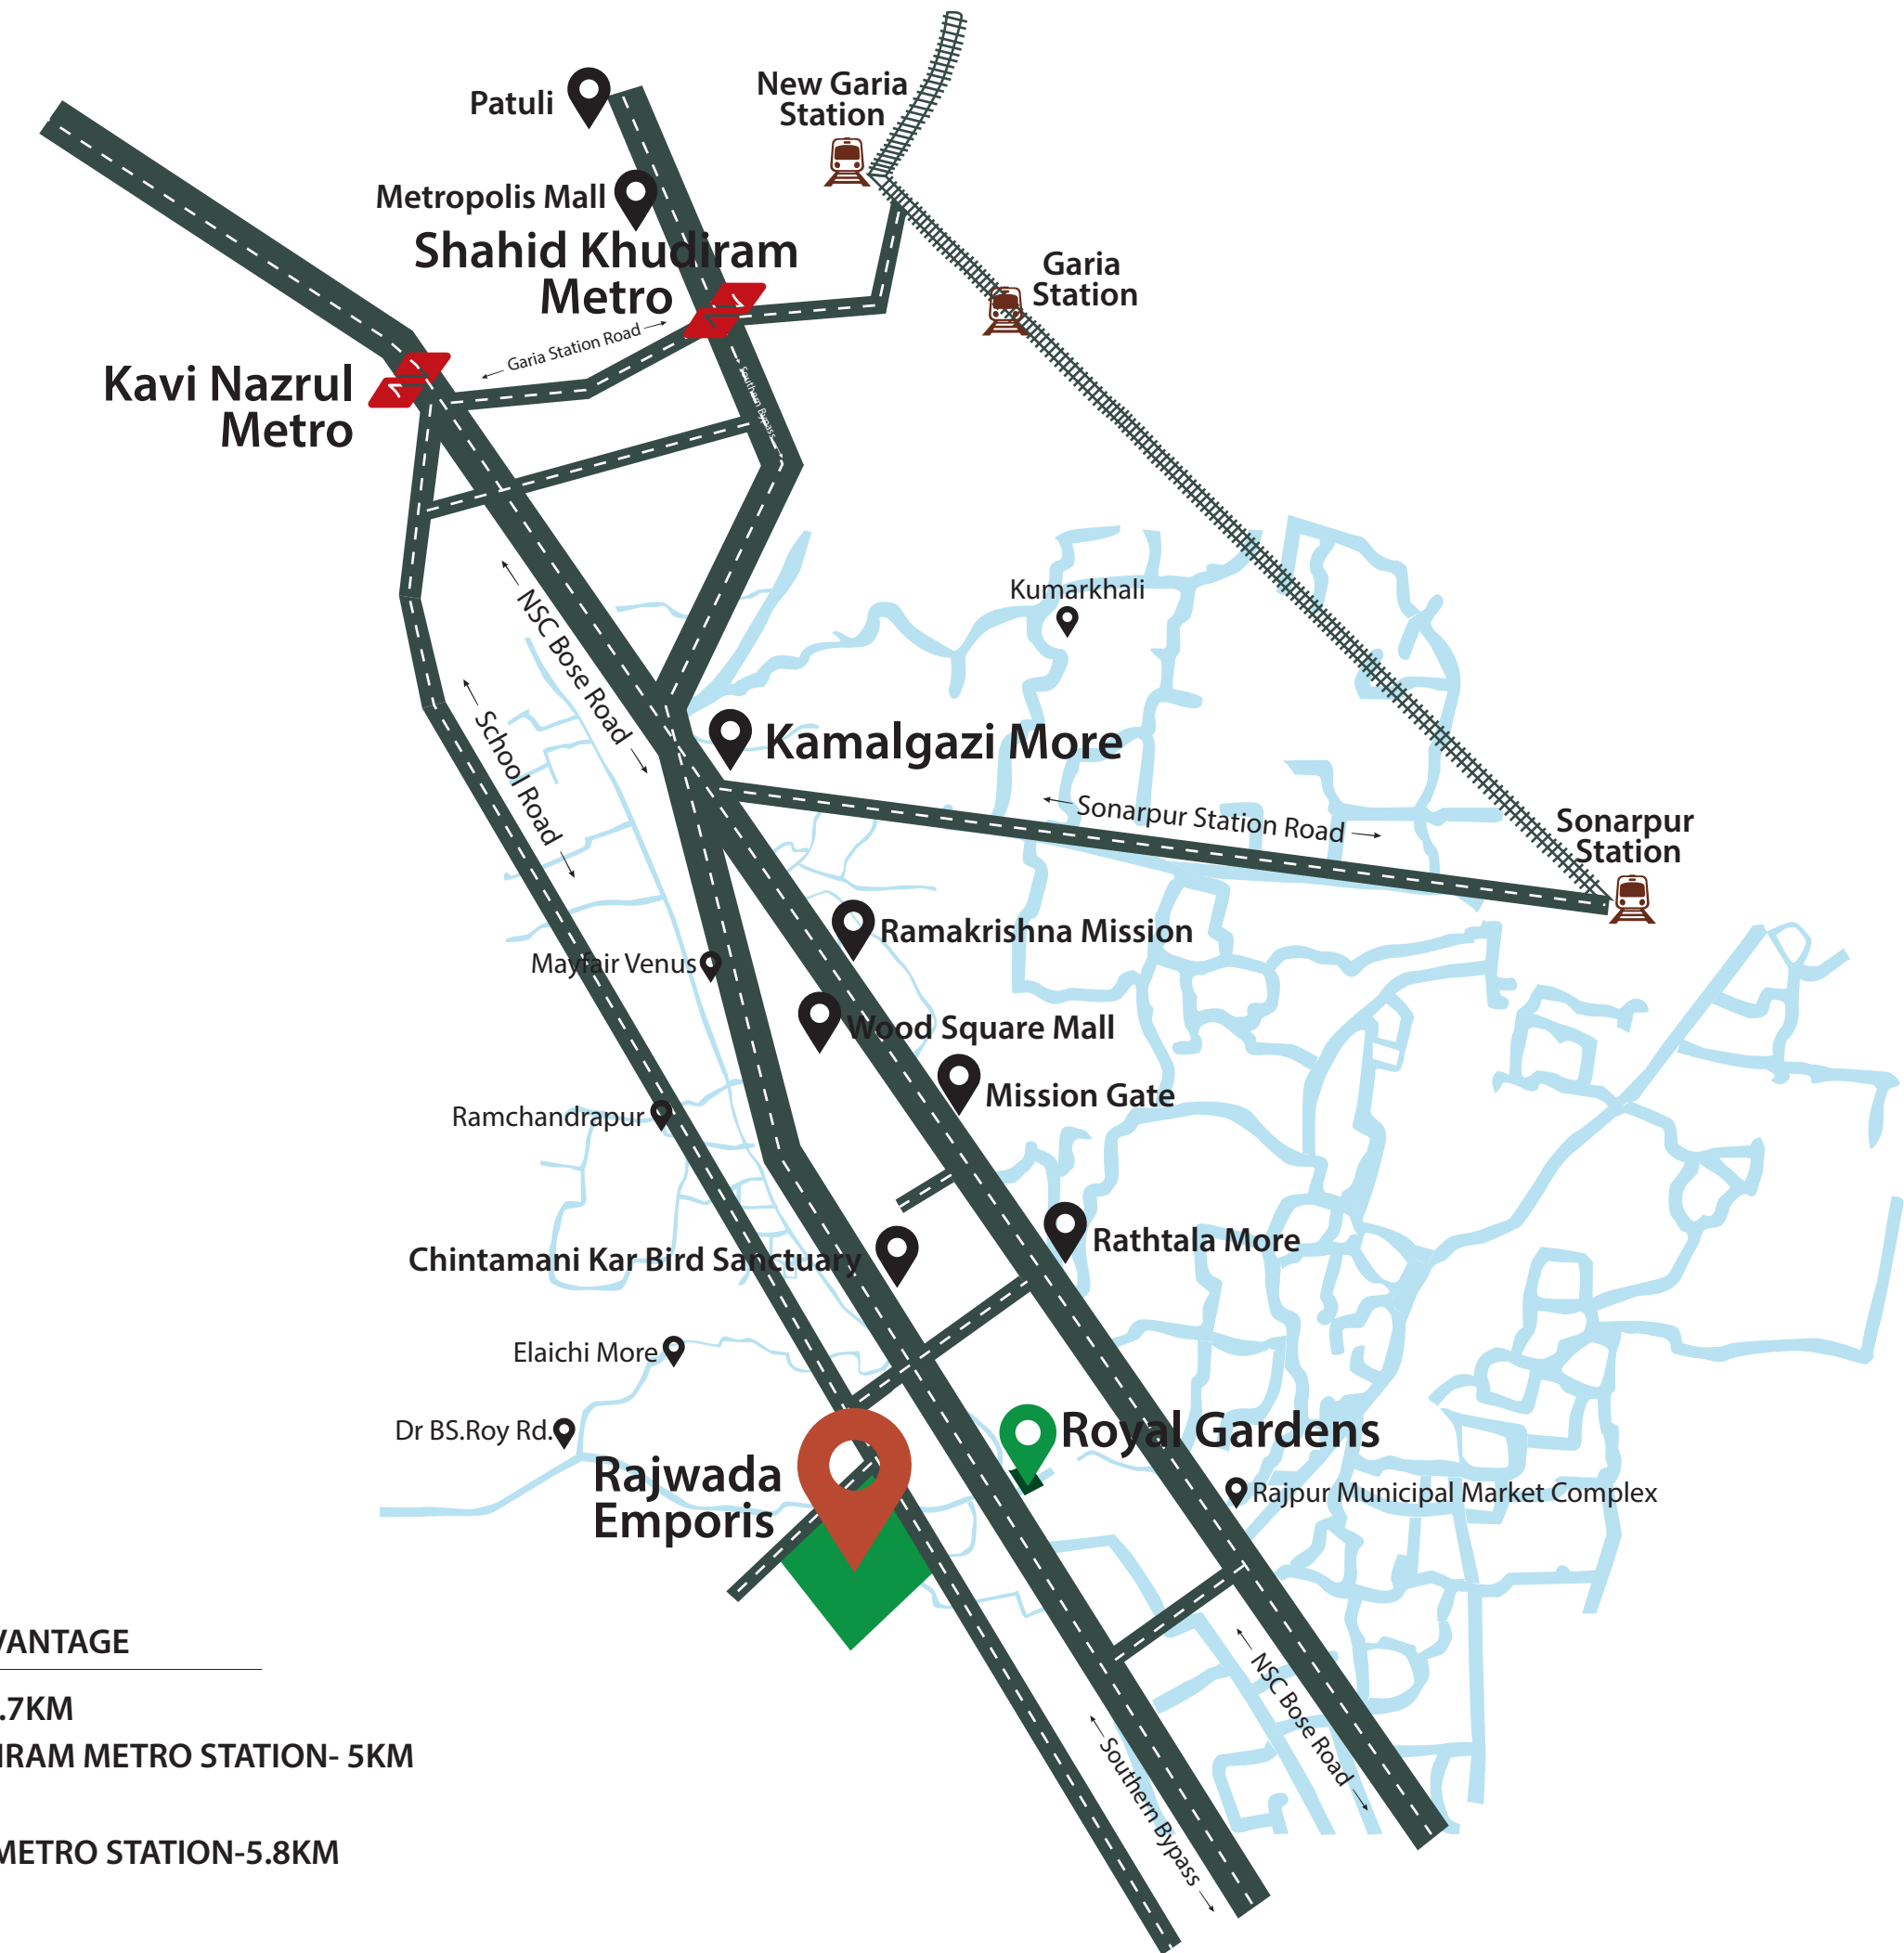 Patuli
New Garia
Station
Metropolis Mall
Shahid Khudiram
Metro
Garia
Station
Garia Station Road
Kavi Nazrul
Metro
Southern Bypass
Kumarkhali
NSC Bose Road
School Road
Kamalgazi More
Sonarpur Station Road
Sonarpur
Station
Ramakrishna Mission
Mayfair Venus
Wood Square Mall
Mission Gate
Ramchandrapur
Rathtala More
Chintamani Kar Bird Sanctuary
Elaichi More
Dr BS.Roy Rd.
Royal Gardens
Rajwada
Emporis
Rajpur Municipal Market Complex
VANTAGE
.7KM
IRAM METRO STATION- 5KM
METRO STATION-5.8KM
NSC Bose Road
Southern Bypass